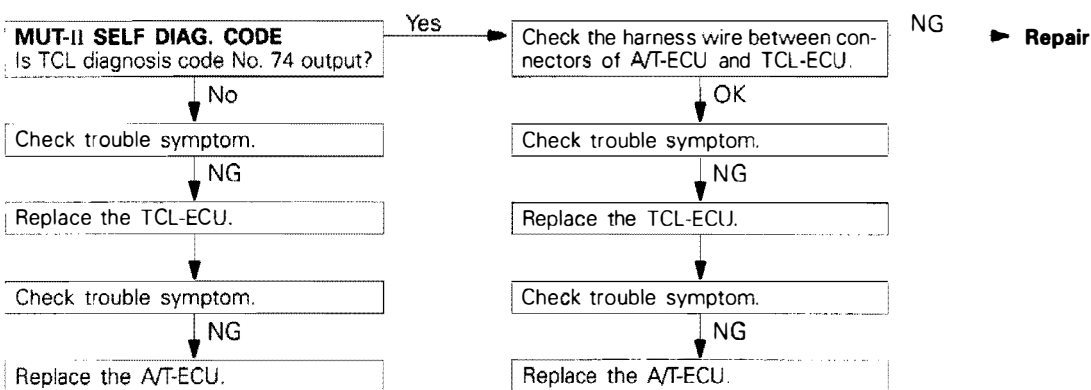 MUT-II SELF DIAG. CODE
Is TCL diagnosis code No. 74 output?
Yes
Check the harness wire between con-
nectors of A/T-ECU and TCL-ECU.
NG
Repair
No
OK
Check trouble symptom.
Check trouble symptom.
NG
NG
Replace the TCL-ECU.
Replace the TCL-ECU.
Check trouble symptom.
Check trouble symptom.
NG
NG
Replace the A/T-ECU.
Replace the A/T-ECU.